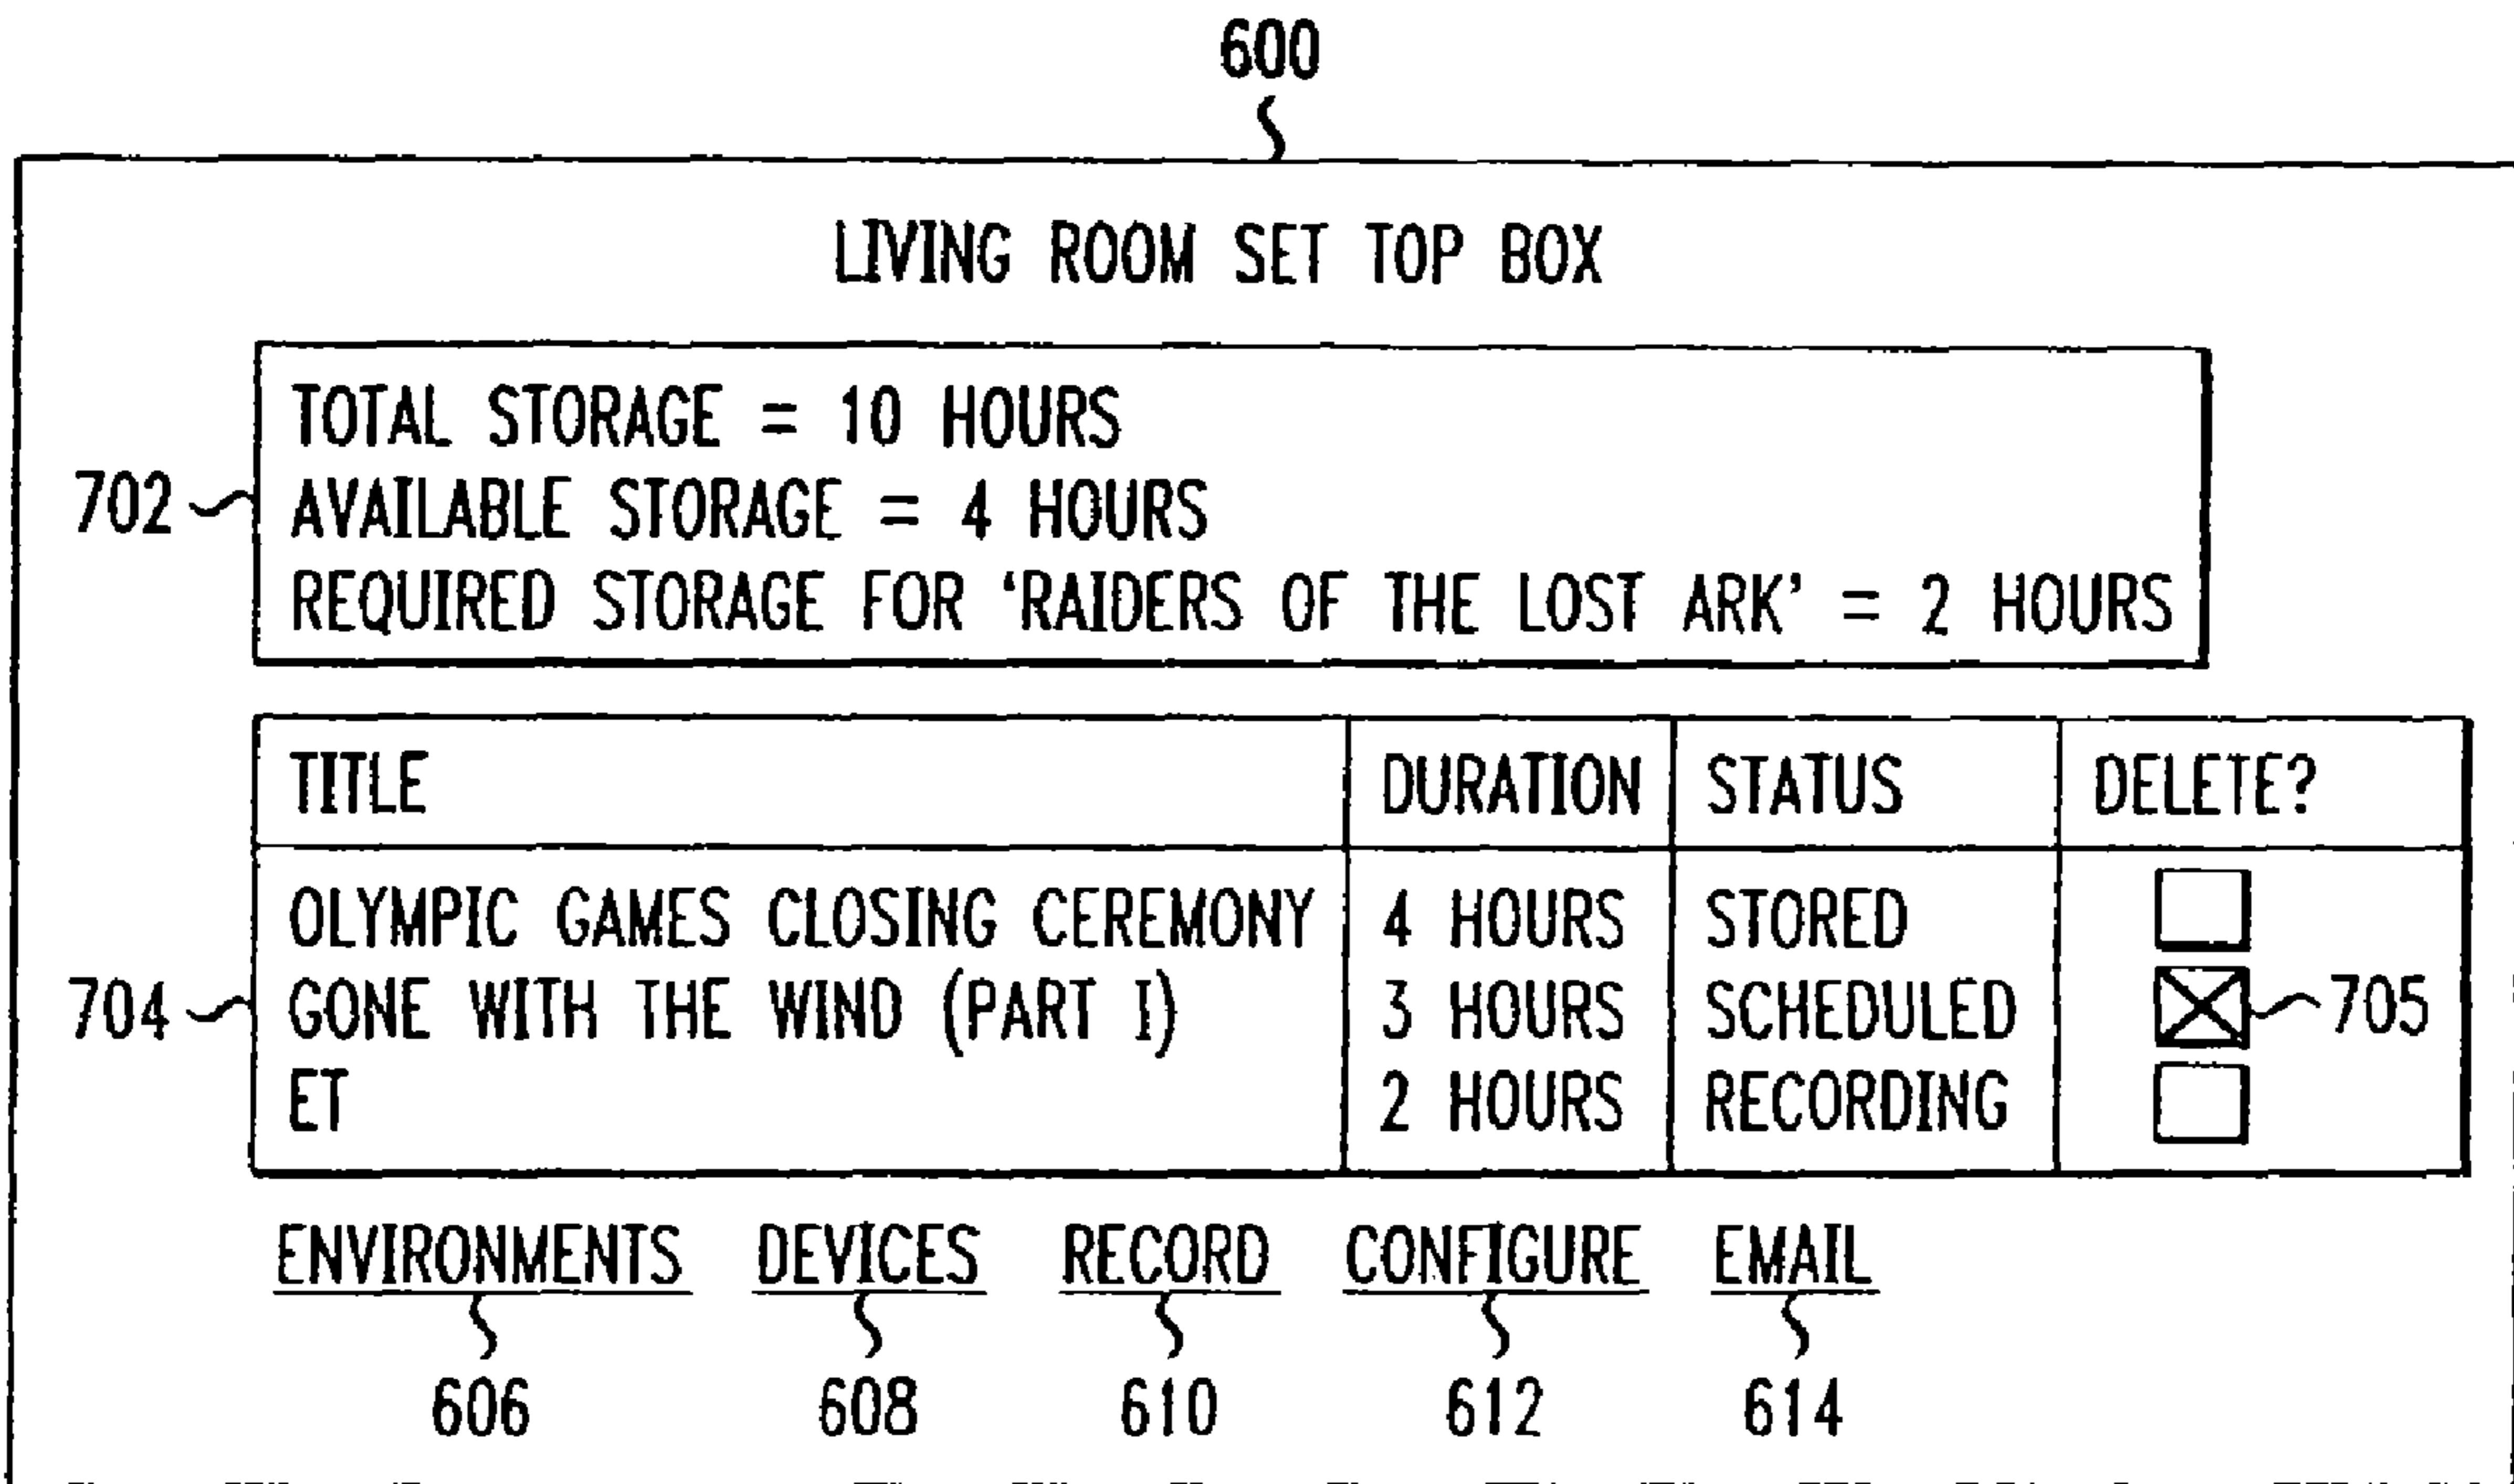 600
LIVING ROOM SET TOP BOX
TOTAL STORAGE = 10 HOURS
702 AVAILABLE STORAGE = 4 HOURS
REQUIRED STORAGE FOR ‘RAIDERS OF THE LOST ARK’ = 2 HOURS
TITLE DURATION STATUS DELETE?
OLYMPIC GAMES CLOSING CEREMONY 4 HOURS STORED
704 GONE WITH THE WIND (PART I) 3 HOURS SCHEDULED 705
ET 2 HOURS RECORDING
ENVIRONMENTS DEVICES RECORD CONFIGURE EMAIL
606 608 610 612 614